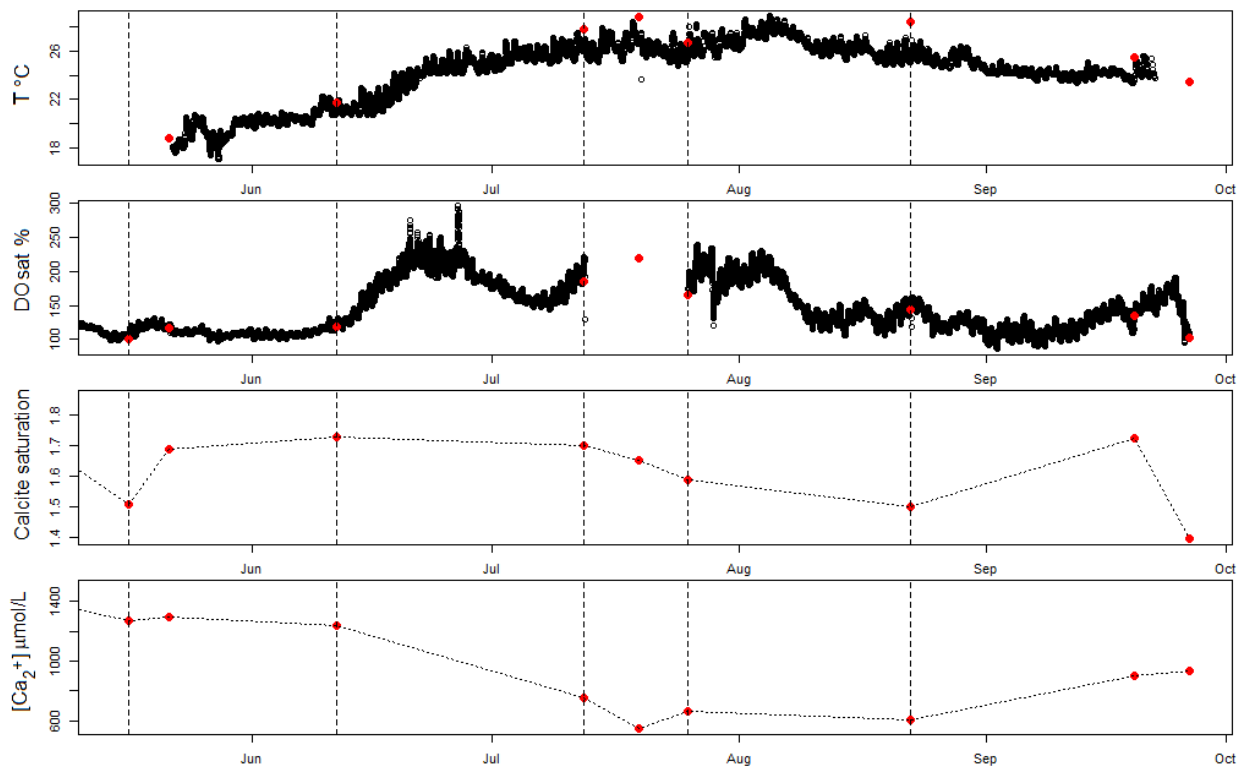 T °C
26
22
18
Jun
Jul
Aug
Sep
Oct
DOsat %
300
250
200
150
100
Jun
Jul
Aug
Sep
Oct
Calcite saturation
1.8
1.7
1.6
1.5
1.4
Jun
Jul
Aug
Sep
Oct
[Ca₂⁺] μmol/L
1400
1000
600
Jun
Jul
Aug
Sep
Oct